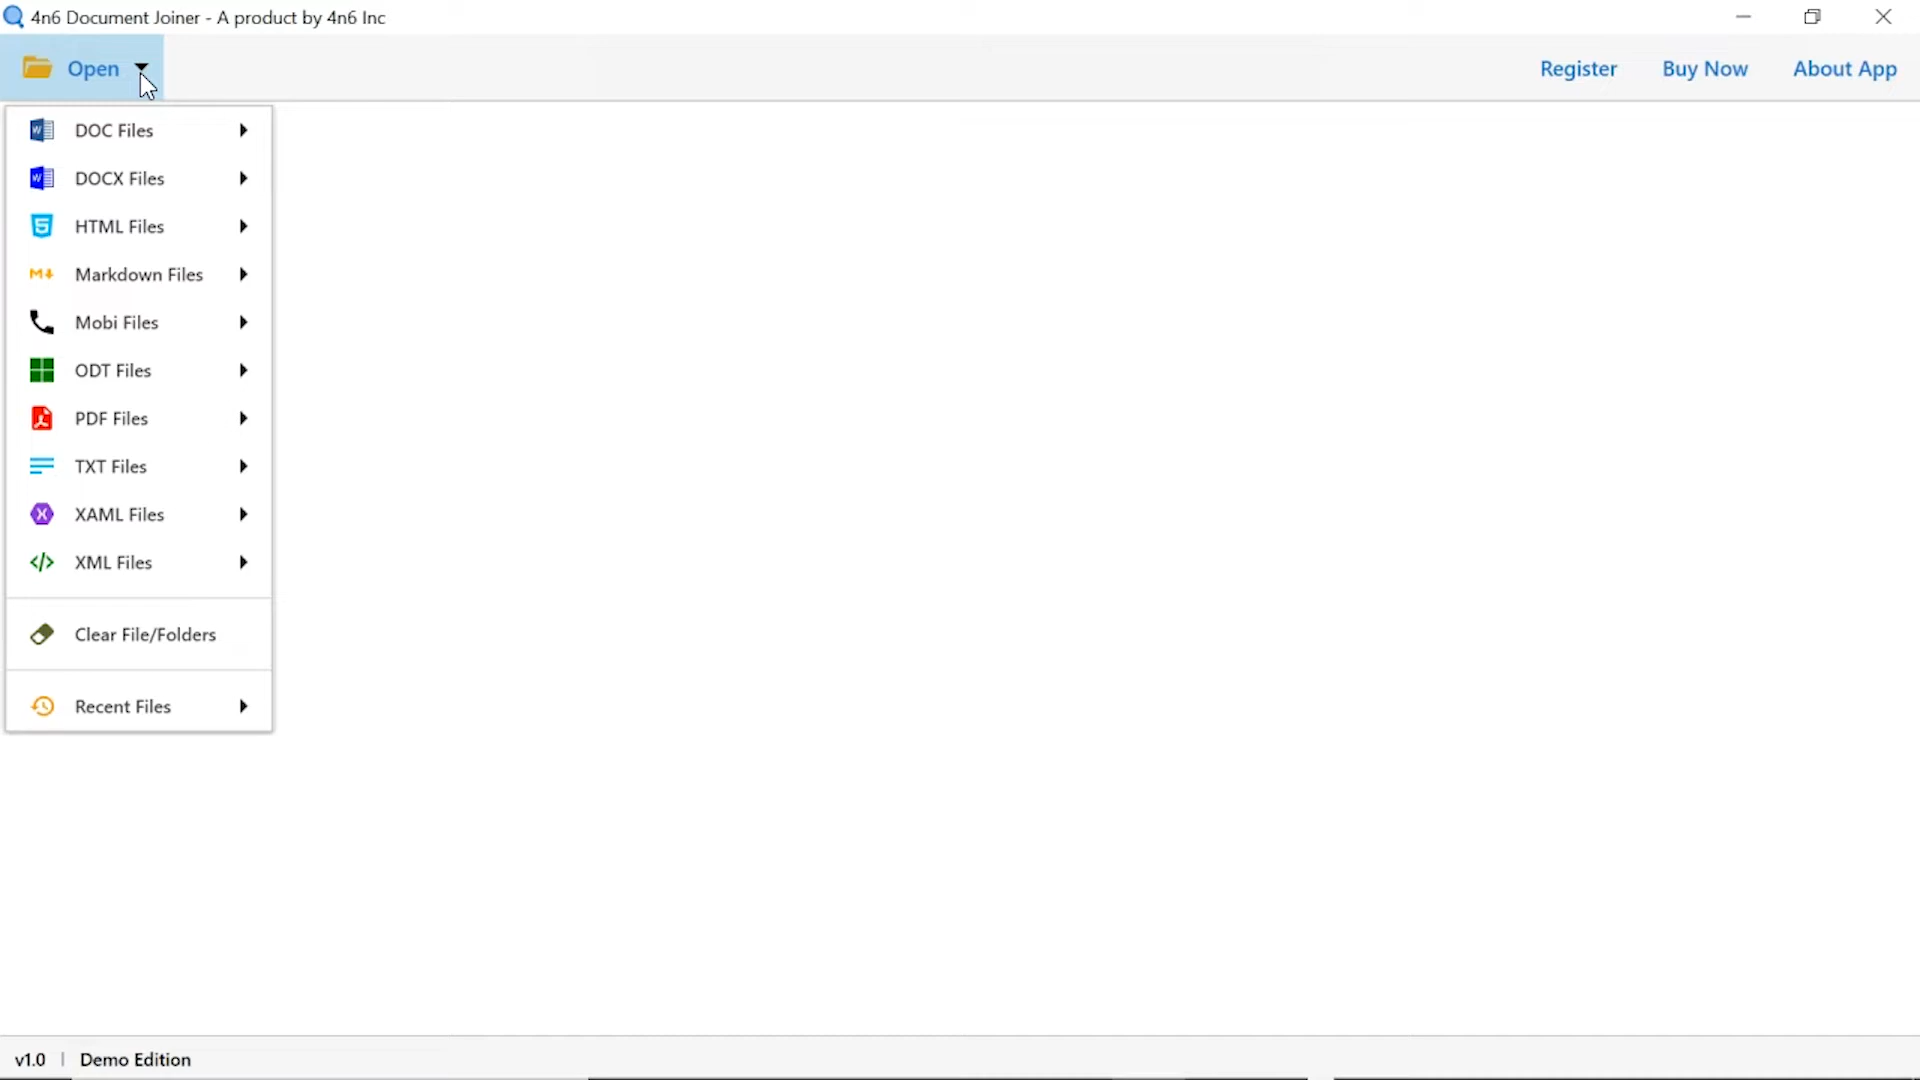 4n6 Document Joiner - A product by 4n6 Inc
Open
Register
Buy Now
About App
DOC Files
DOCX Files
HTML Files
Markdown Files
Mobi Files
ODT Files
PDF Files
TXT Files
XAML Files
XML Files
Clear File/Folders
Recent Files
v1.0 | Demo Edition